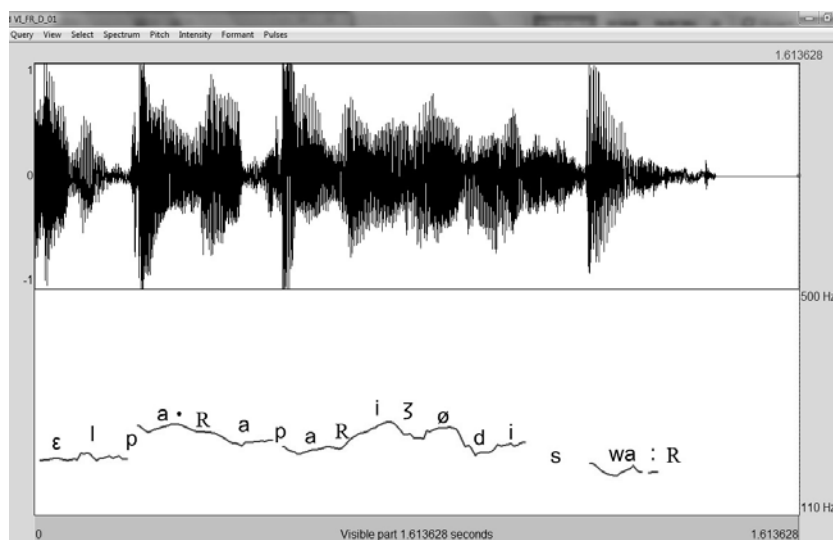 VI_FR_D_01
Query View Select Spectrum Pitch Intensity Formant Pulses
1.613628
1
0
-1
500 Hz
ɛ l p a · R a p a R i ʒ ø d i s wa : R
110 Hz
0 Visible part 1.613628 seconds 1.613628